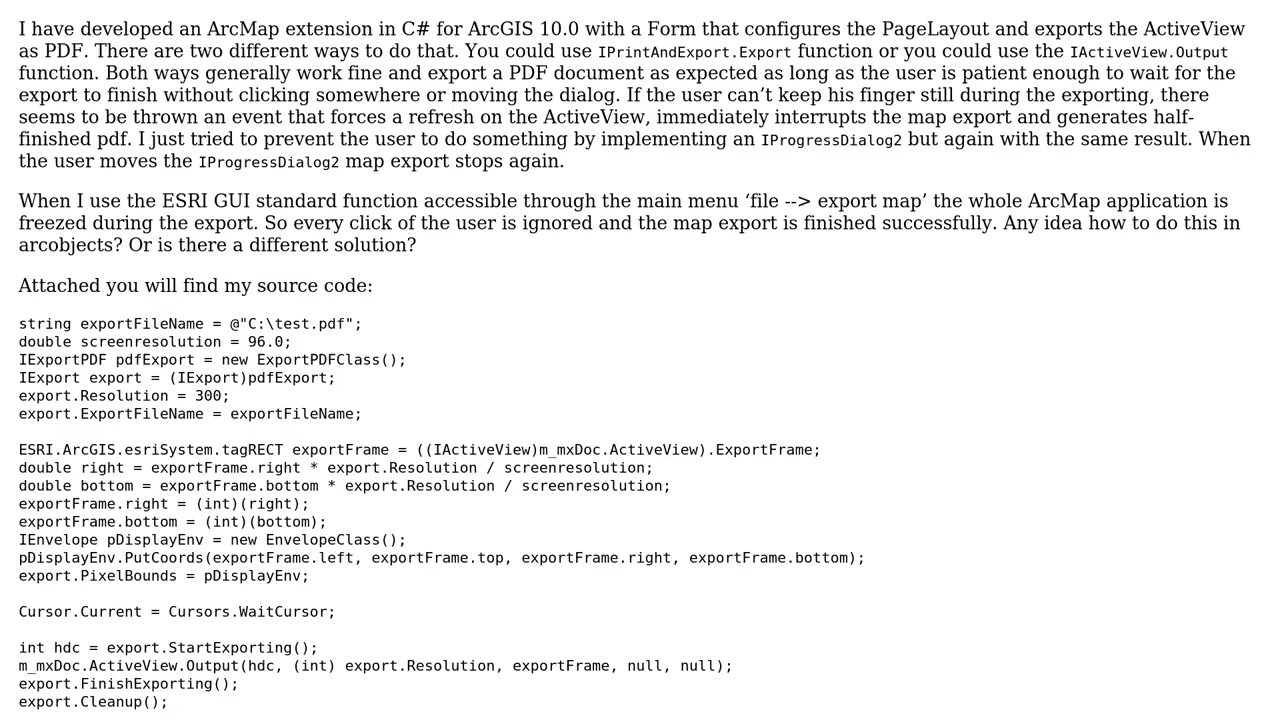 I have developed an ArcMap extension in C# for ArcGIS 10.0 with a Form that configures the PageLayout and exports the ActiveView
as PDF. There are two different ways to do that. You could use IPrintAndExport.Export function or you could use the IActiveView.Output
function. Both ways generally work fine and export a PDF document as expected as long as the user is patient enough to wait for the
export to finish without clicking somewhere or moving the dialog. If the user can’t keep his finger still during the exporting, there
seems to be thrown an event that forces a refresh on the ActiveView, immediately interrupts the map export and generates half-
finished pdf. I just tried to prevent the user to do something by implementing an IProgressDialog2 but again with the same result. When
the user moves the IProgressDialog2 map export stops again.
When I use the ESRI GUI standard function accessible through the main menu ‘file --> export map’ the whole ArcMap application is
freezed during the export. So every click of the user is ignored and the map export is finished successfully. Any idea how to do this in
arcobjects? Or is there a different solution?
Attached you will find my source code:
string exportFileName = @"C:\test.pdf";
double screenresolution = 96.0;
IExportPDF pdfExport = new ExportPDFClass();
IExport export = (IExport)pdfExport;
export.Resolution = 300;
export.ExportFileName = exportFileName;
ESRI.ArcGIS.esriSystem.tagRECT exportFrame = ((IActiveView)m_mxDoc.ActiveView).ExportFrame;
double right = exportFrame.right * export.Resolution / screenresolution;
double bottom = exportFrame.bottom * export.Resolution / screenresolution;
exportFrame.right = (int)(right);
exportFrame.bottom = (int)(bottom);
IEnvelope pDisplayEnv = new EnvelopeClass();
pDisplayEnv.PutCoords(exportFrame.left, exportFrame.top, exportFrame.right, exportFrame.bottom);
export.PixelBounds = pDisplayEnv;
Cursor.Current = Cursors.WaitCursor;
int hdc = export.StartExporting();
m_mxDoc.ActiveView.Output(hdc, (int) export.Resolution, exportFrame, null, null);
export.FinishExporting();
export.Cleanup();